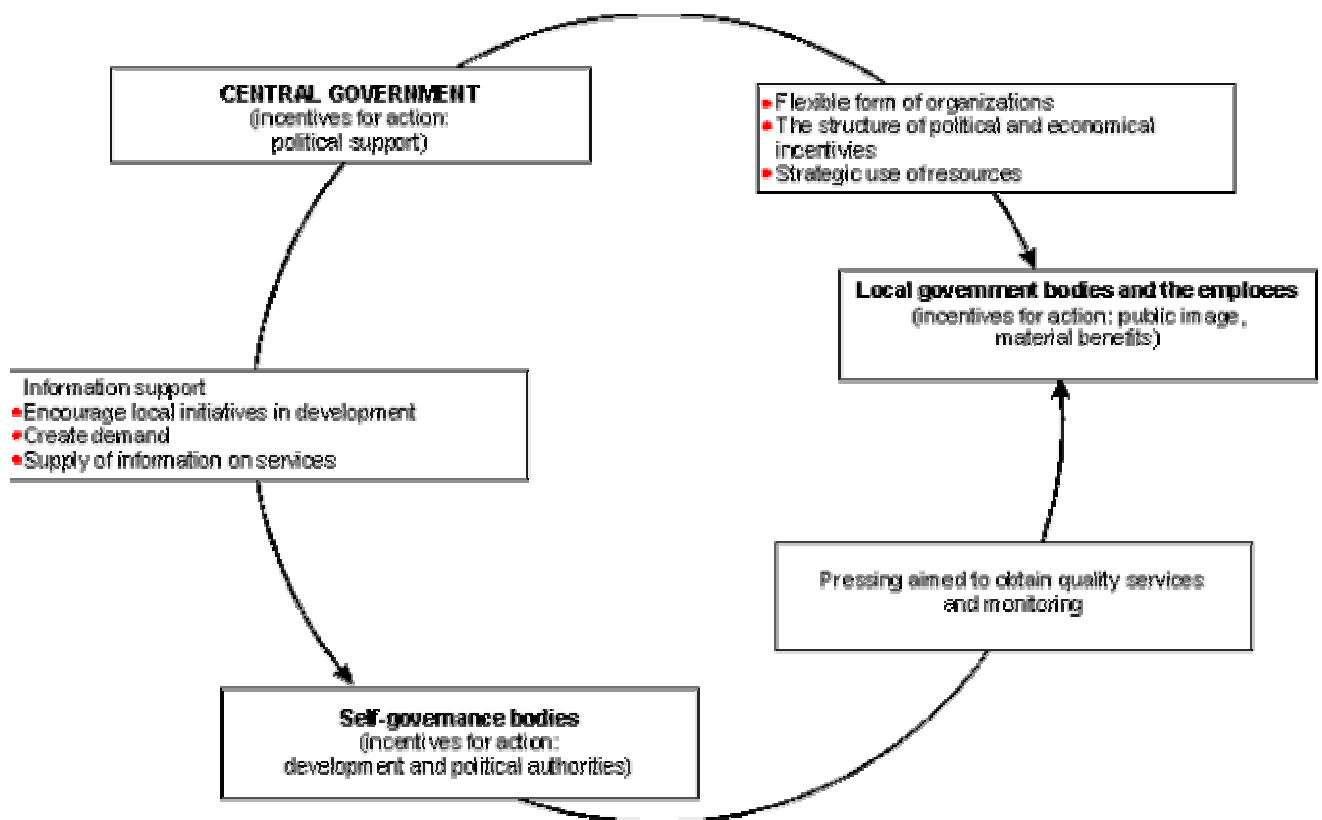 CENTRAL GOVERNMENT
(incentives for action:
political support)
• Flexible form of organizations
• The structure of political and economical
incentivies
• Strategic use of resources
Local government bodies and the emploees
(incentives for action: public image,
material benefits)
Information support
• Encourage local initiatives in development
• Create demand
• Supply of information on services
Pressing aimed to obtain quality services
and monitoring
Self-governance bodies
(incentives for action:
development and political authorities)